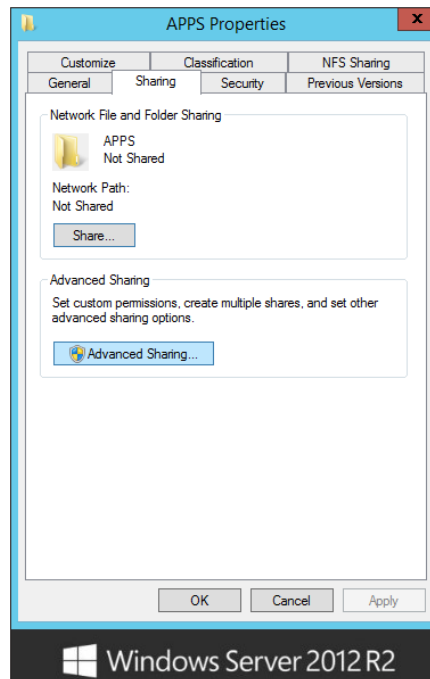 APPS Properties
x
Customize Classification NFS Sharing
General Sharing Security Previous Versions
Network File and Folder Sharing
APPS
Not Shared
Network Path:
Not Shared
Share...
Advanced Sharing
Set custom permissions, create multiple shares, and set other
advanced sharing options.
Advanced Sharing...
OK Cancel Apply
Windows Server 2012 R2